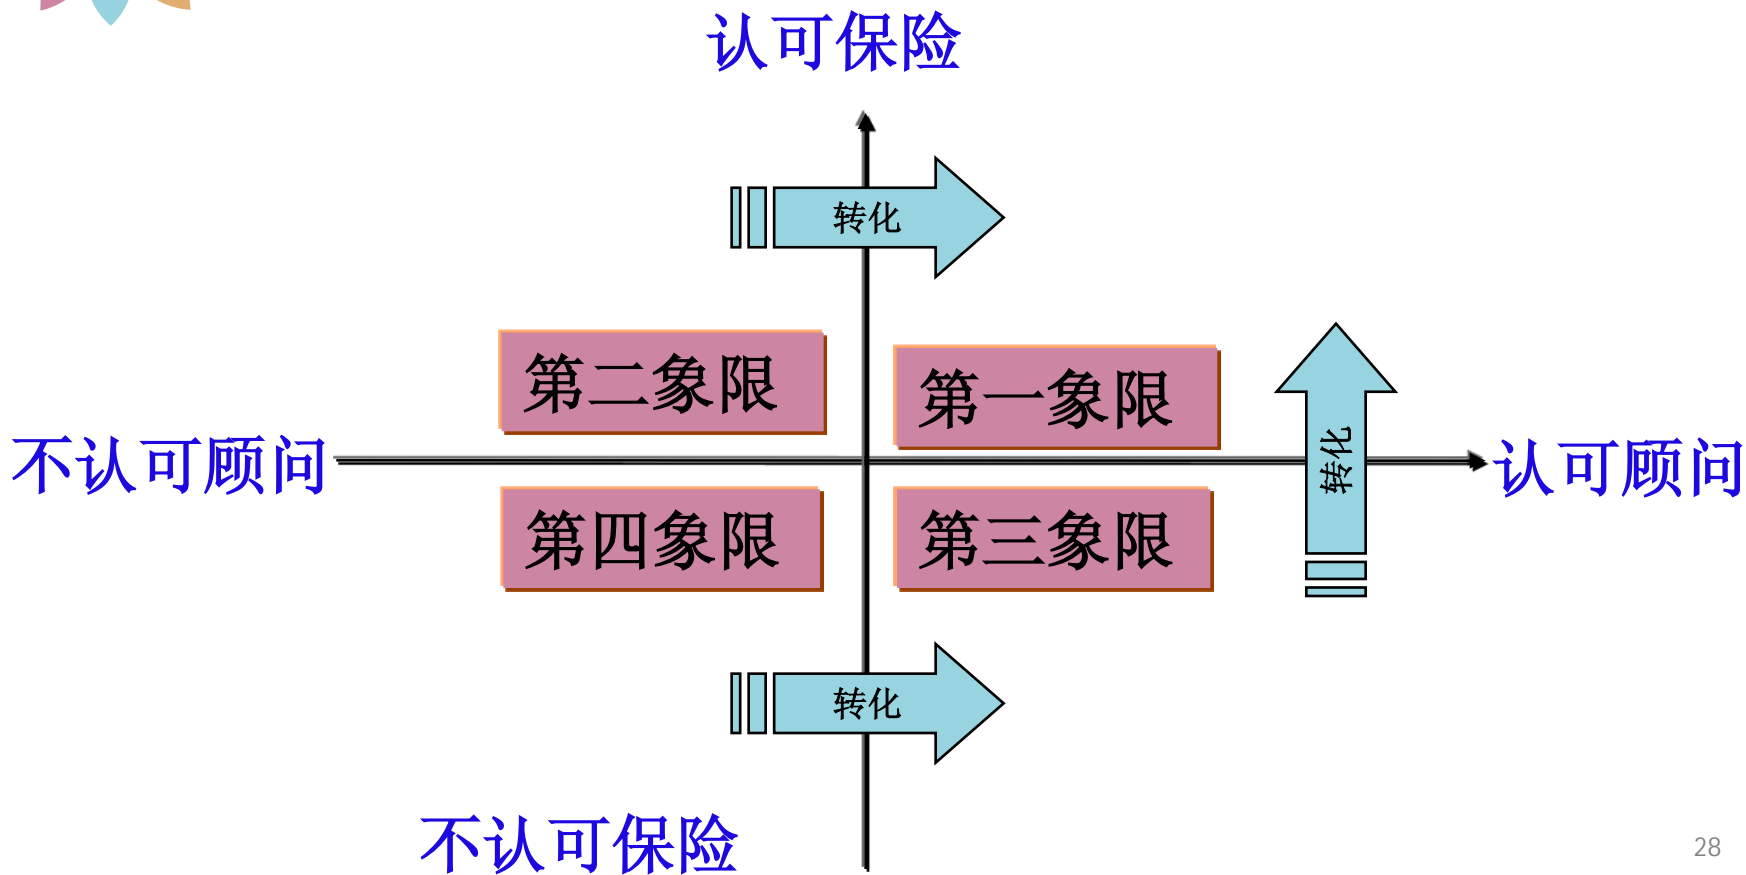 认可保险
转化
第二象限
第一象限
不认可顾问
转化
认可顾问
第四象限
第三象限
转化
不认可保险
28